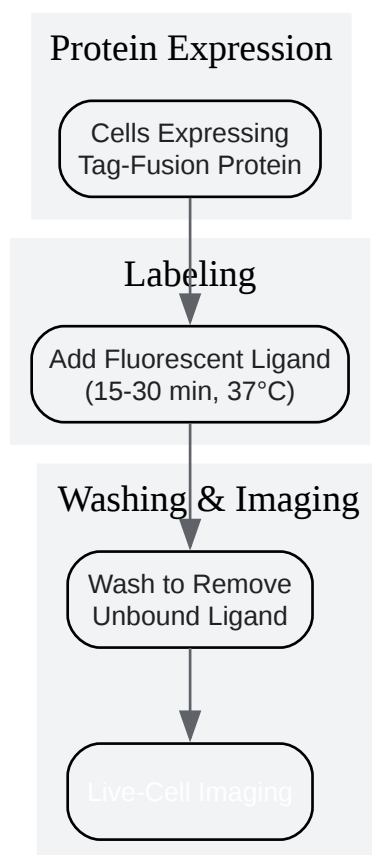 Protein Expression
Cells Expressing
Tag-Fusion Protein
Labeling
Add Fluorescent Ligand
(15-30 min, 37°C)
Washing & Imaging
Wash to Remove
Unbound Ligand
Live-Cell Imaging